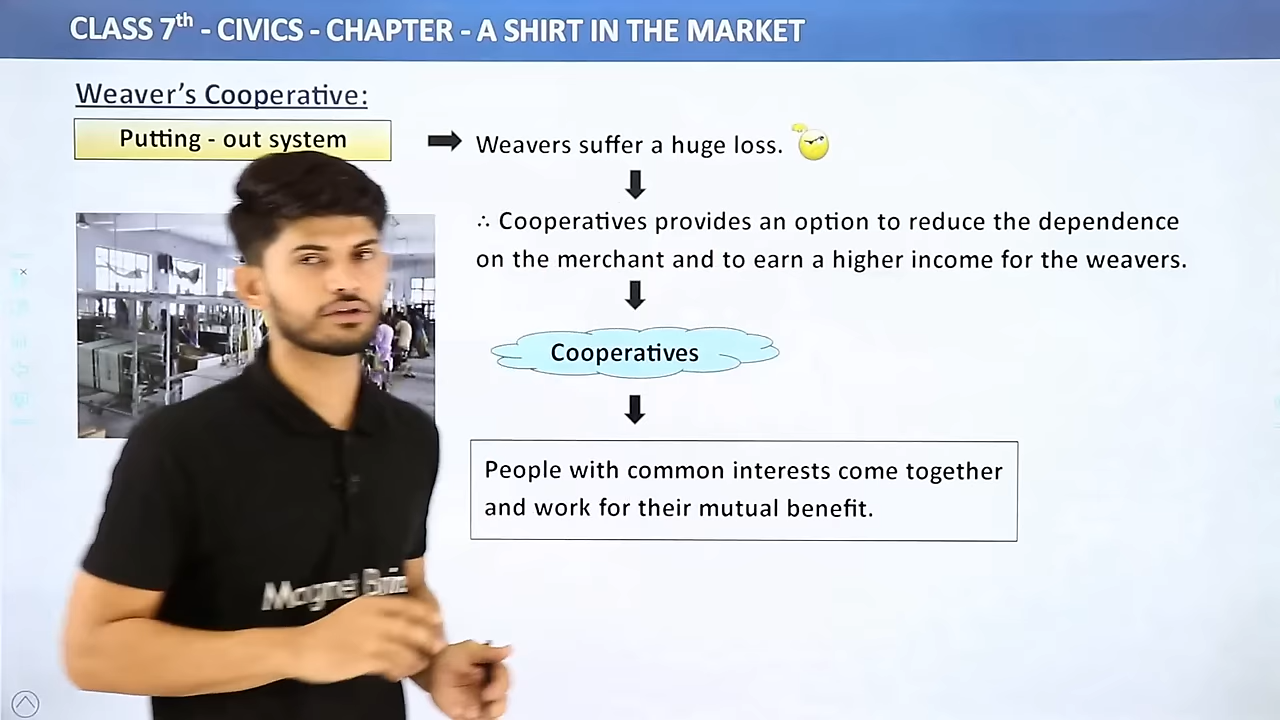 CLASS 7th - CIVICS - CHAPTER - A SHIRT IN THE MARKET
Weaver's Cooperative:
Putting - out system
Weavers suffer a huge loss.
∴ Cooperatives provides an option to reduce the dependence
on the merchant and to earn a higher income for the weavers.
Cooperatives
People with common interests come together
and work for their mutual benefit.